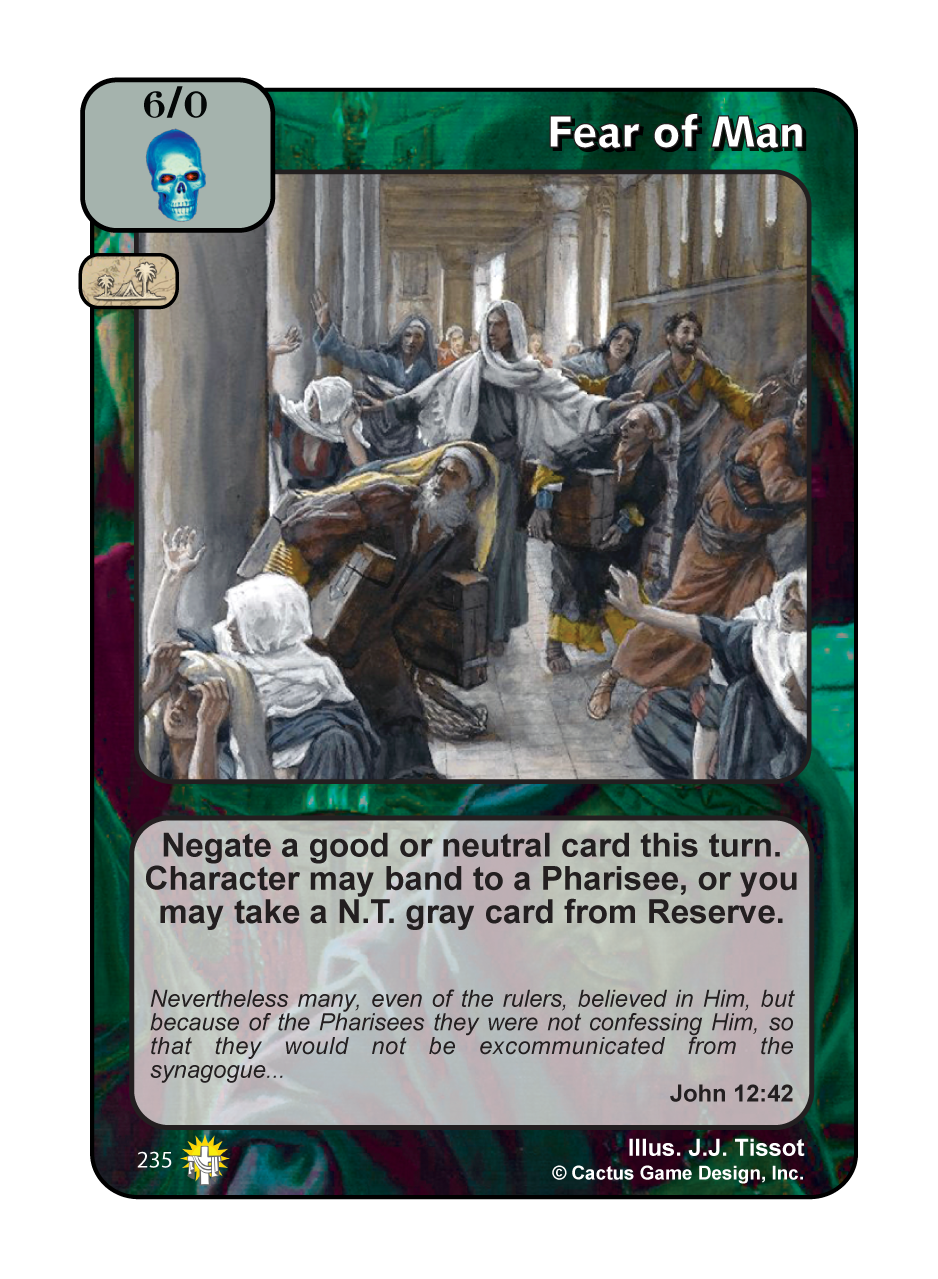 6/0
Fear of Man
Negate a good or neutral card this turn.
Character may band to a Pharisee, or you
may take a N.T. gray card from Reserve.
Nevertheless many, even of the rulers, believed in Him, but
because of the Pharisees they were not confessing Him, so
that they would not be excommunicated from the
synagogue...
John 12:42
235
Illus. J.J. Tissot
© Cactus Game Design, Inc.